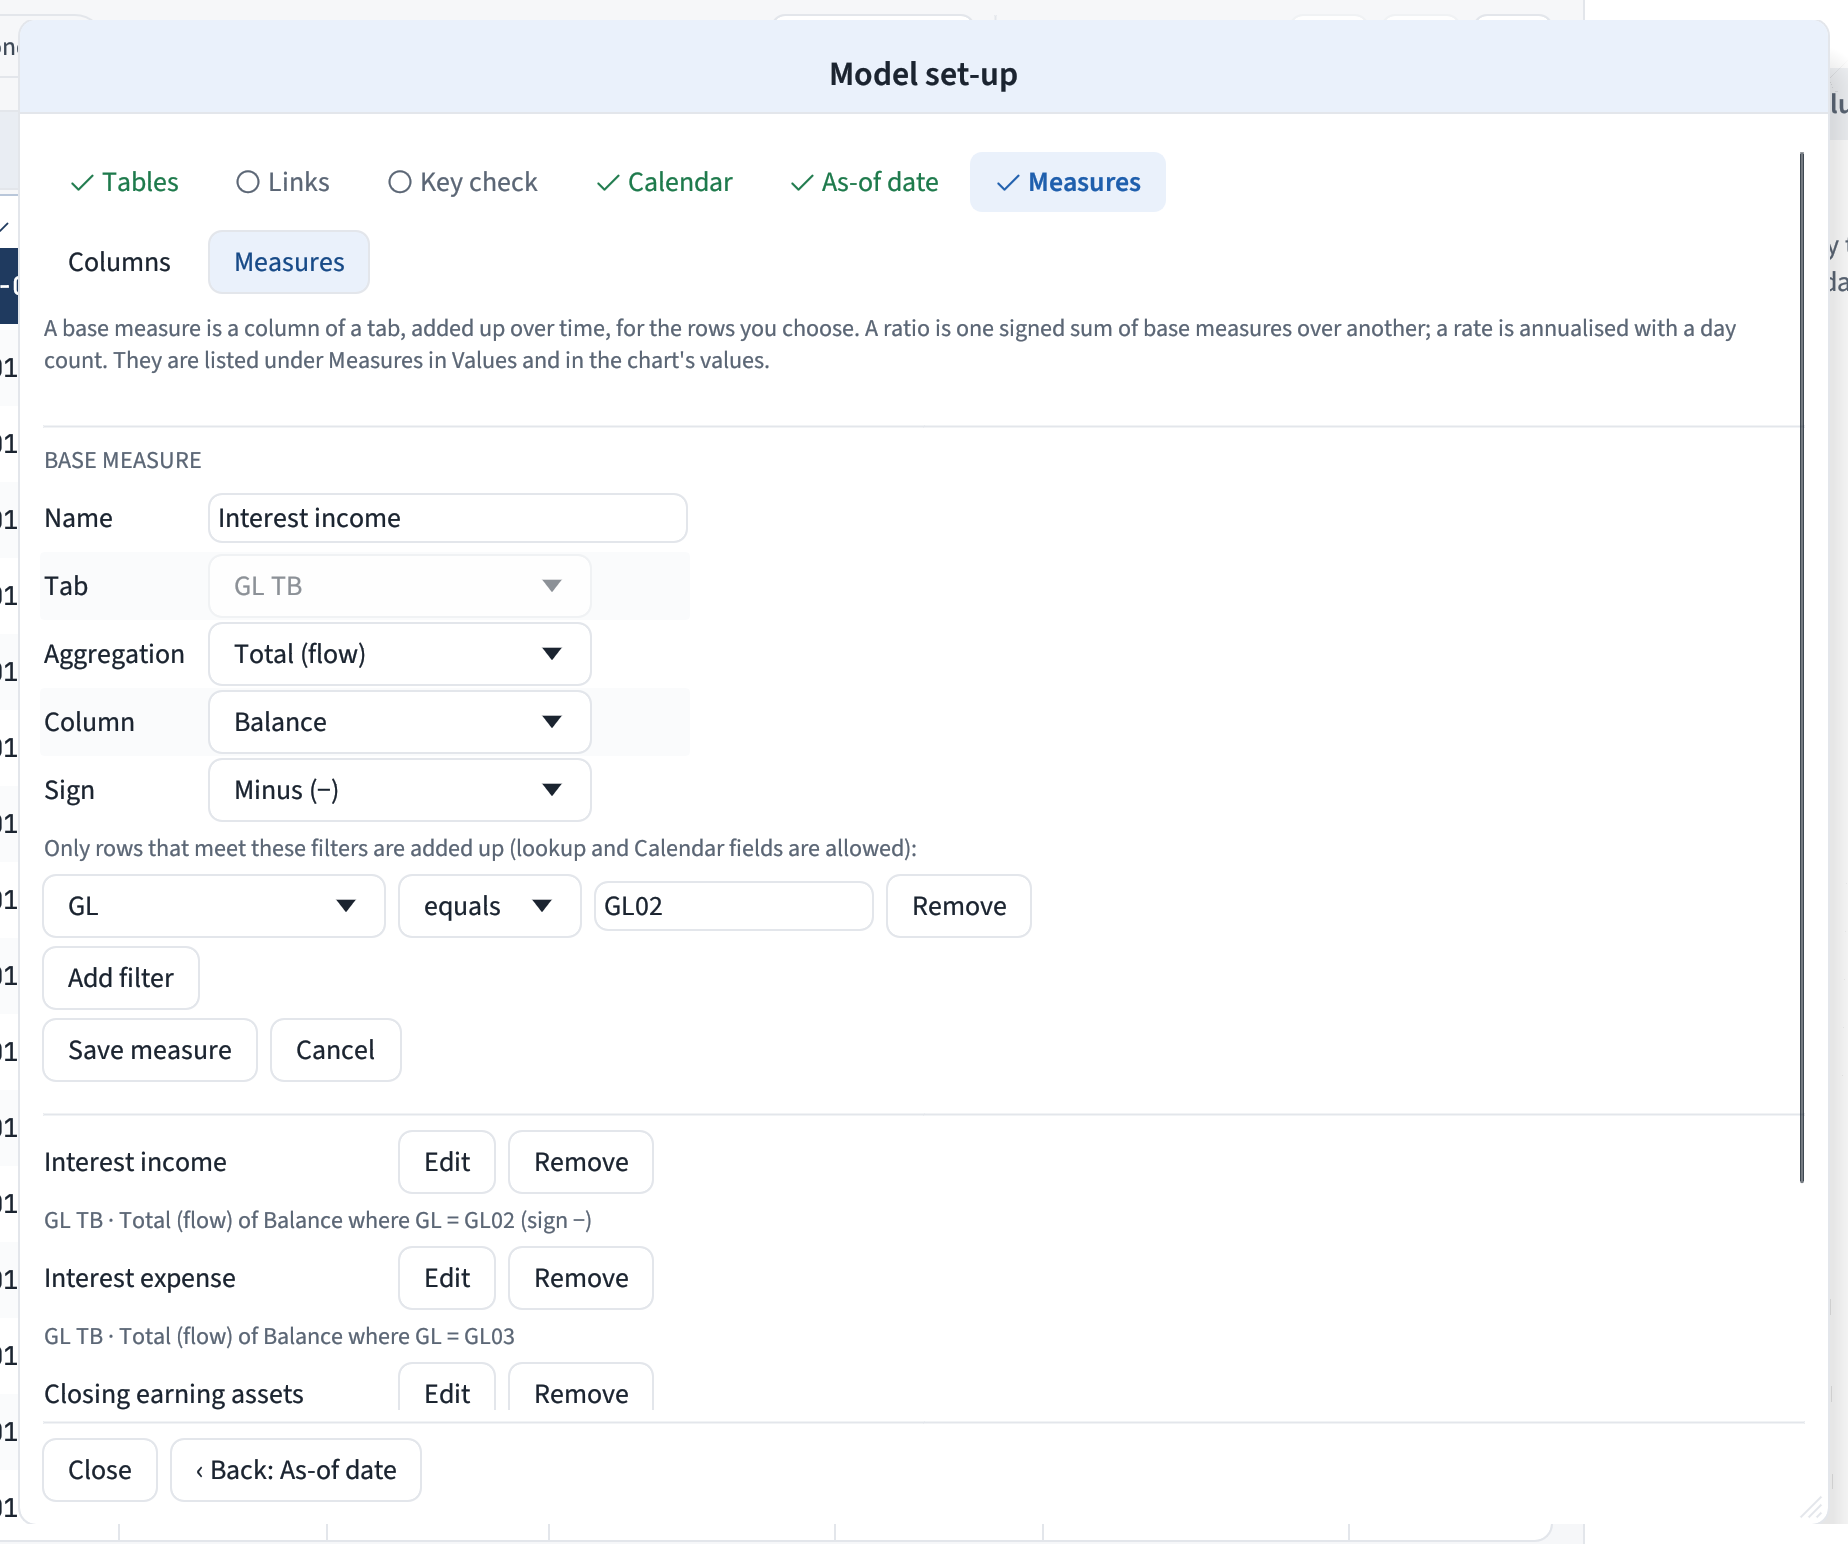 Model set-up
Tables
Links
Key check
Calendar
As-of date
Measures
Columns
Measures
A base measure is a column of a tab, added up over time, for the rows you choose. A ratio is one signed sum of base measures over another; a rate is annualised with a day
count. They are listed under Measures in Values and in the chart's values.
BASE MEASURE
Name
Interest income
Tab
GL TB
Aggregation
Total (flow)
Column
Balance
Sign
Minus (−)
Only rows that meet these filters are added up (lookup and Calendar fields are allowed):
GL
equals
GL02
Remove
Add filter
Save measure
Cancel
Interest income
Edit
Remove
GL TB · Total (flow) of Balance where GL = GL02 (sign −)
Interest expense
Edit
Remove
GL TB · Total (flow) of Balance where GL = GL03
Closing earning assets
Edit
Remove
Close
‹ Back: As-of date